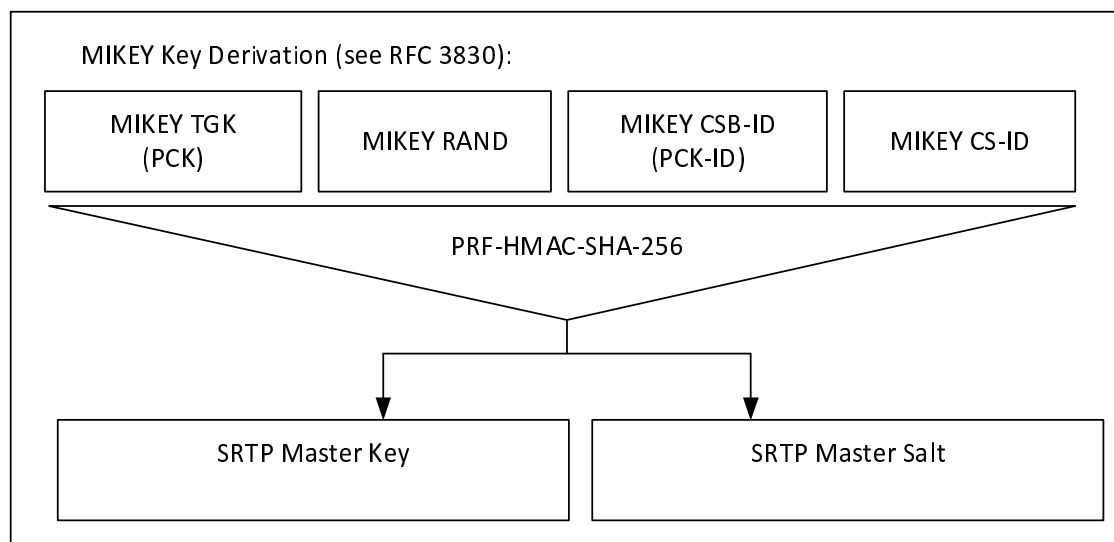 MIKEY Key Derivation (see RFC 3830):
MIKEY TGK
(PCK)
MIKEY RAND
MIKEY CSB-ID
(PCK-ID)
MIKEY CS-ID
PRF-HMAC-SHA-256
SRTP Master Key
SRTP Master Salt